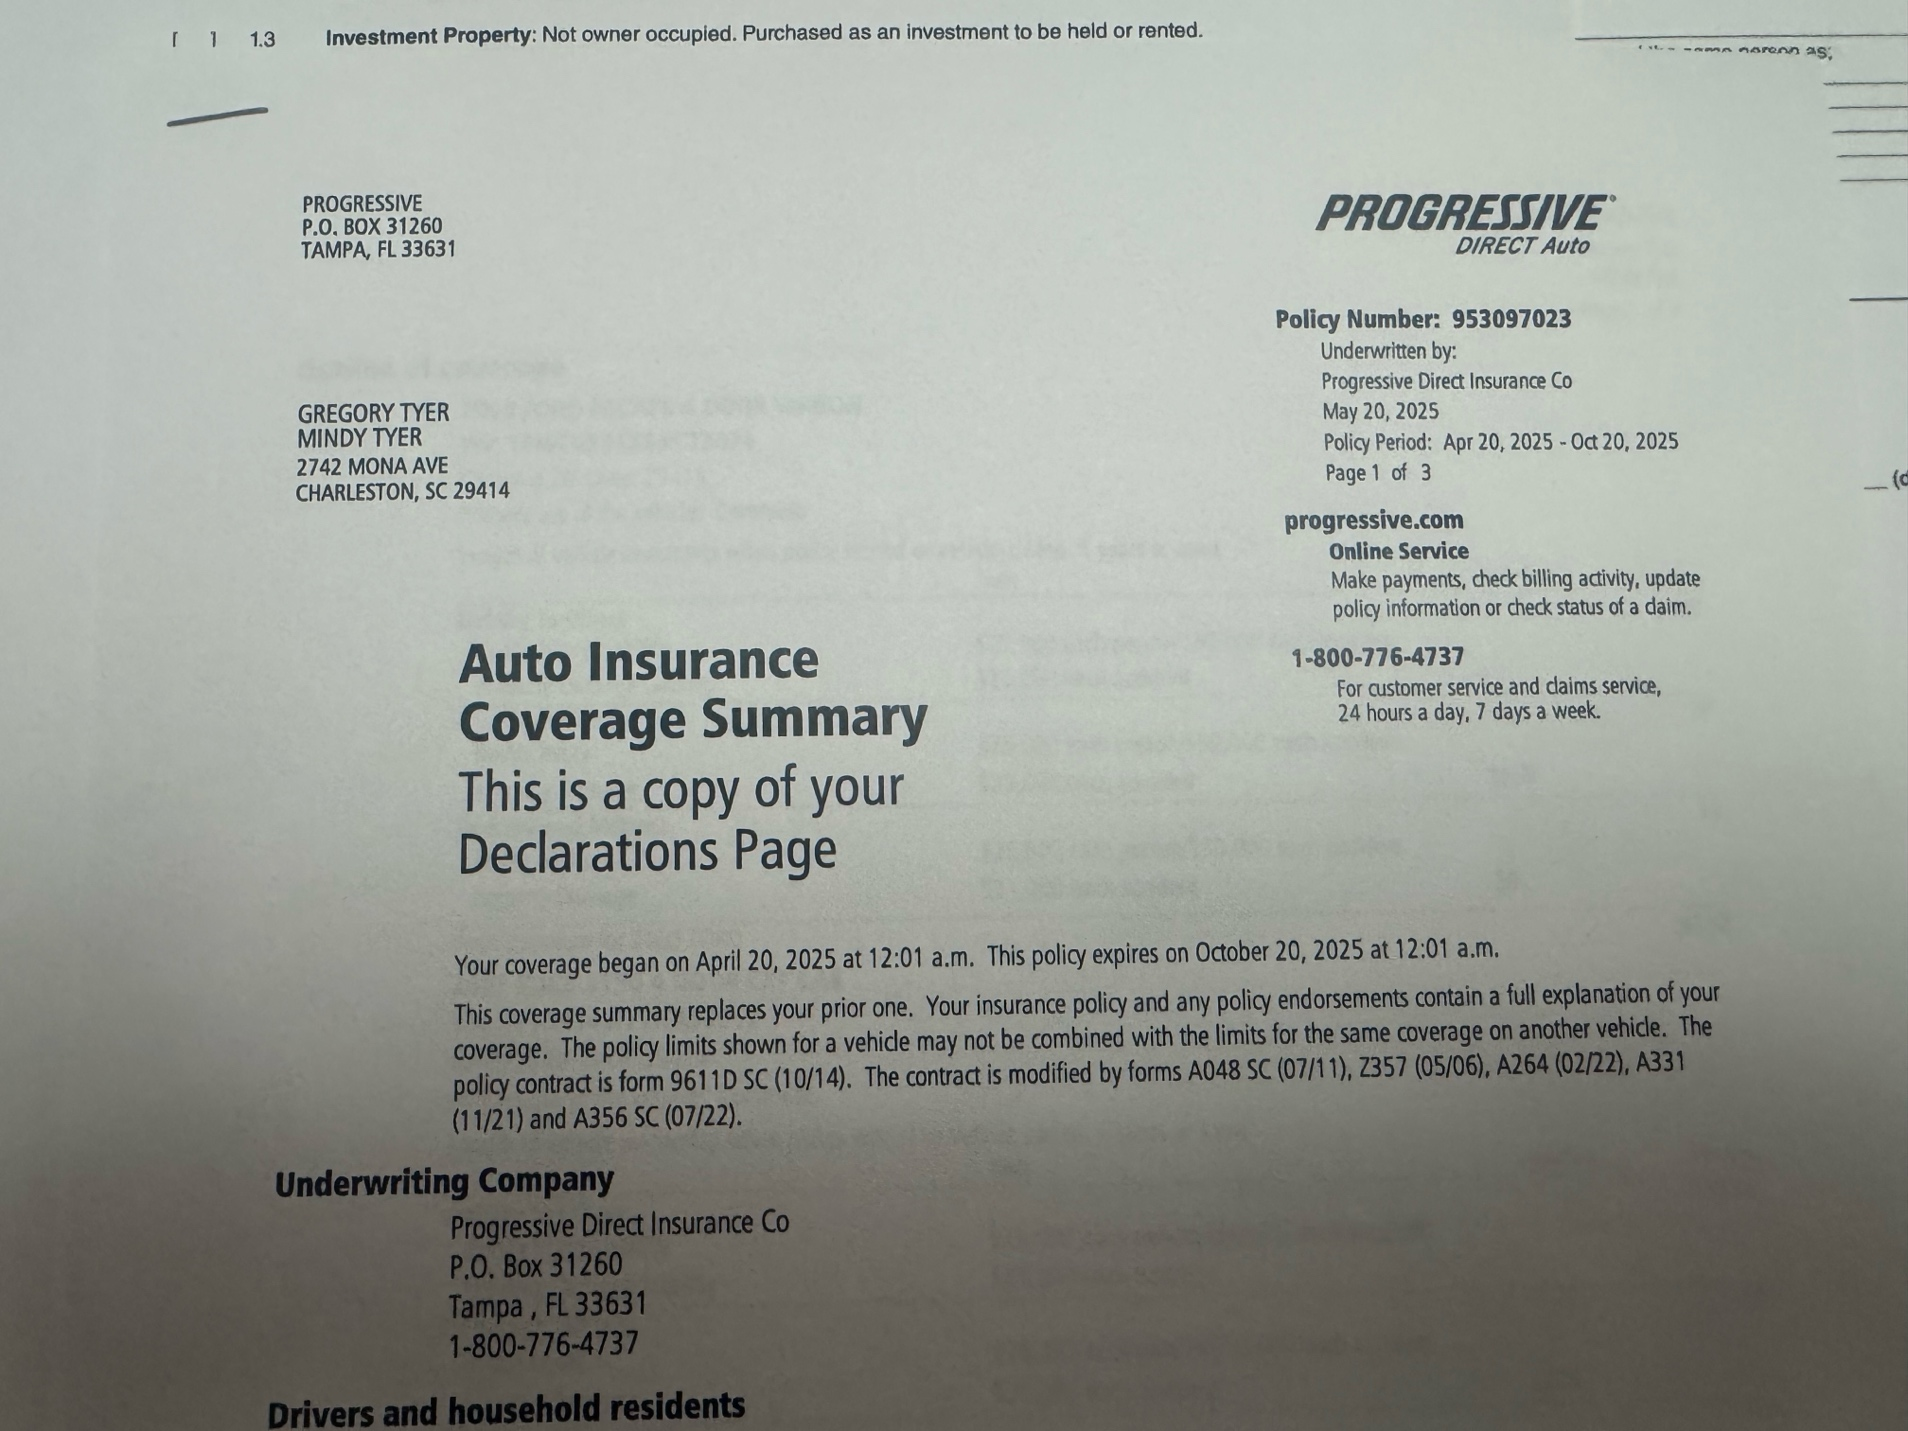 [ ] 1.3 Investment Property: Not owner occupied. Purchased as an investment to be held or rented.
as;
PROGRESSIVE
P.O. BOX 31260
TAMPA, FL 33631
PROGRESSIVE
DIRECT Auto
Policy Number: 953097023
Underwritten by:
Progressive Direct Insurance Co
May 20, 2025
Policy Period: Apr 20, 2025 - Oct 20, 2025
Page 1 of 3
GREGORY TYER
MINDY TYER
2742 MONA AVE
CHARLESTON, SC 29414
progressive.com
Online Service
Make payments, check billing activity, update
policy information or check status of a claim.
1-800-776-4737
For customer service and claims service,
24 hours a day, 7 days a week.
Auto Insurance
Coverage Summary
This is a copy of your
Declarations Page
Your coverage began on April 20, 2025 at 12:01 a.m. This policy expires on October 20, 2025 at 12:01 a.m.
This coverage summary replaces your prior one. Your insurance policy and any policy endorsements contain a full explanation of your
coverage. The policy limits shown for a vehicle may not be combined with the limits for the same coverage on another vehicle. The
policy contract is form 9611D SC (10/14). The contract is modified by forms A048 SC (07/11), Z357 (05/06), A264 (02/22), A331
(11/21) and A356 SC (07/22).
Underwriting Company
Progressive Direct Insurance Co
P.O. Box 31260
Tampa , FL 33631
1-800-776-4737
Drivers and household residents